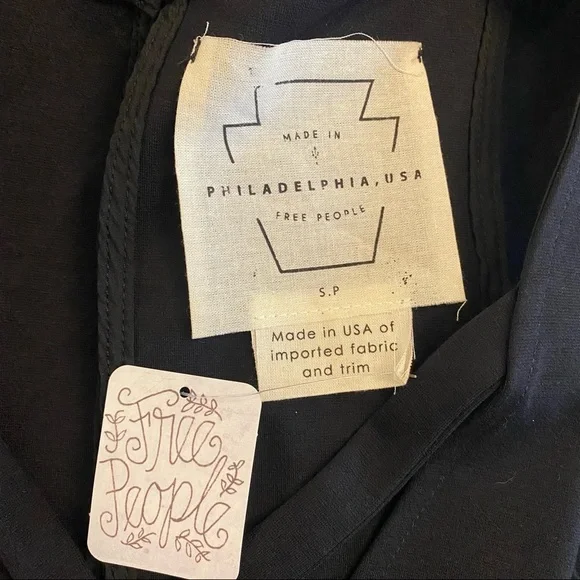 MADE IN
PHILADELPHIA, USA
FREE PEOPLE
S.P
Made in USA of
imported fabric
and trim
Free
People